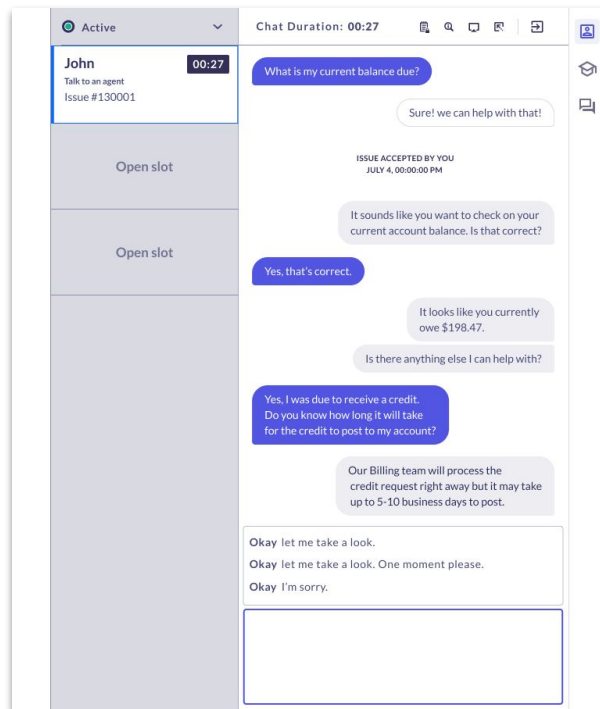 Active
John
00:27
Talk to an agent
Issue #130001
Open slot
Open slot
Chat Duration: 00:27
What is my current balance due?
Sure! we can help with that!
ISSUE ACCEPTED BY YOU
JULY 4, 00:00:00 PM
It sounds like you want to check on your
current account balance. Is that correct?
Yes, that's correct.
It looks like you currently
owe $198.47.
Is there anything else I can help with?
Yes, I was due to receive a credit.
Do you know how long it will take
for the credit to post to my account?
Our Billing team will process the
credit request right away but it may take
up to 5-10 business days to post.
Okay let me take a look.
Okay let me take a look. One moment please.
Okay I'm sorry.